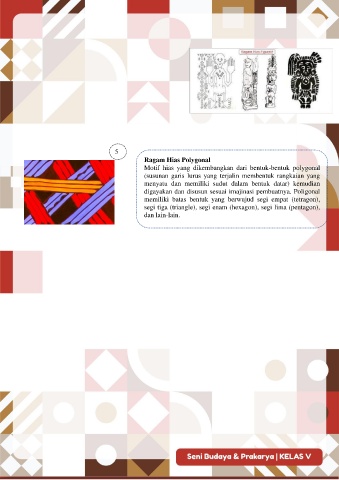 Ragam Hias Figuratif
5.
Ragam Hias Polygonal
Motif hias yang dikembangkan dari bentuk-bentuk polygonal
(susunan garis lurus yang terjalin membentuk rangkaian yang
menyatu dan memiliki sudut dalam bentuk datar) kemudian
digayakan dan disusun sesuai imajinasi pembuatnya. Poligonal
memiliki batas bentuk yang berwujud segi empat (tetragon),
segi tiga (triangle), segi enam (hexagon), segi lima (pentagon),
dan lain-lain.
Seni Budaya & Prakarya | KELAS V